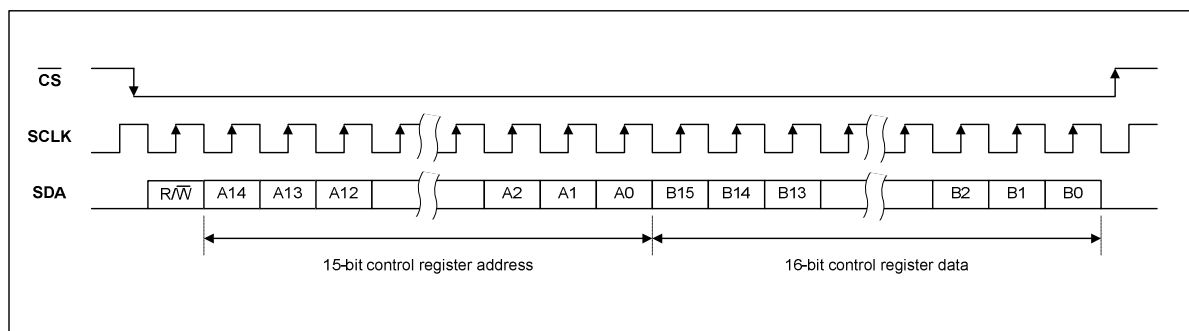 C̅S̅
SCLK
SDA R/W̅ A14 A13 A12 A2 A1 A0 B15 B14 B13 B2 B1 B0
15-bit control register address 16-bit control register data